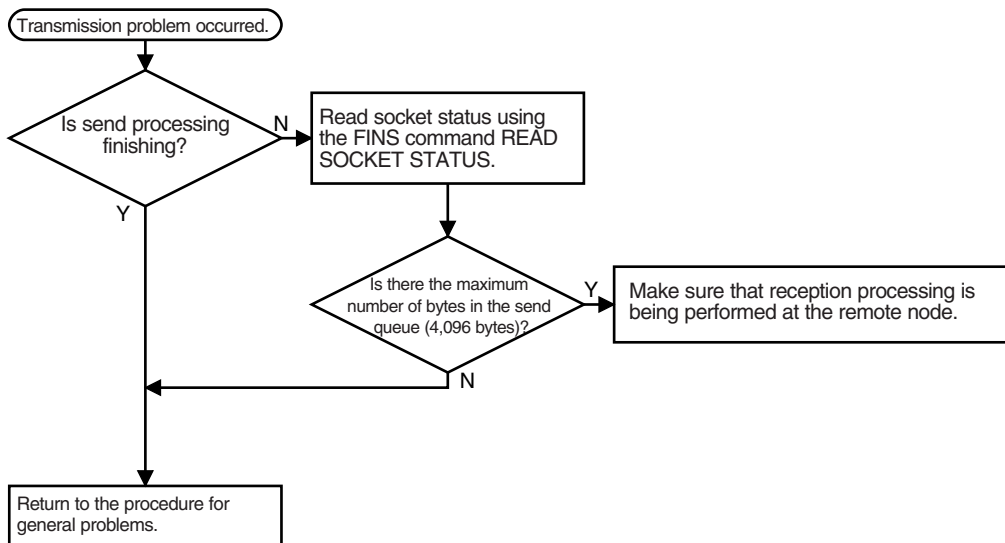 Transmission problem occurred.
Is send processing
finishing?
N
Read socket status using
the FINS command READ
SOCKET STATUS.
Y
Is there the maximum
number of bytes in the send
queue (4,096 bytes)?
Y
Make sure that reception processing is
being performed at the remote node.
N
Return to the procedure for
general problems.